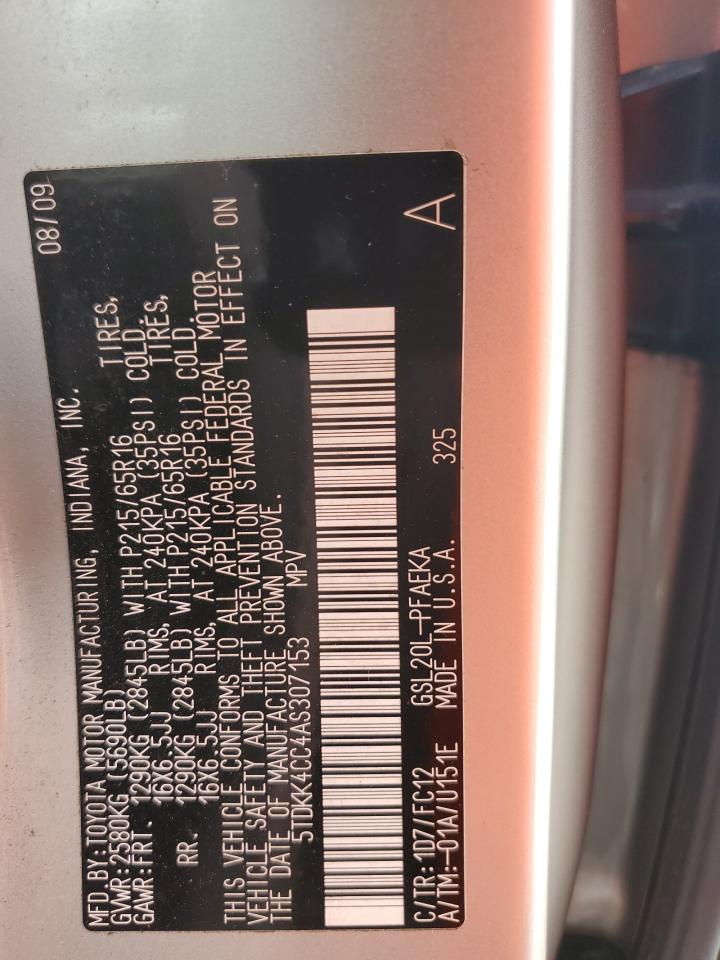 MFD.BY:TOYOTA MOTOR MANUFACTURING, INDIANA, INC. 08/09
GVWR:2580KG (5690LB)
GAWR:FRT. 1290KG (2845LB) WITH P215/65R16 TIRES,
16X6.5JJ RIMS, AT 240KPA (35PSI) COLD.
RR. 1290KG (2845LB) WITH P215/65R16 TIRES,
16X6.5JJ RIMS, AT 240KPA (35PSI) COLD.
THIS VEHICLE CONFORMS TO ALL APPLICABLE FEDERAL MOTOR
VEHICLE SAFETY AND THEFT PREVENTION STANDARDS IN EFFECT ON
THE DATE OF MANUFACTURE SHOWN ABOVE.
5TDKK4CC4AS307153 MPV
C/TR:1D7/FC12 GSL20L-PFAEKA A
A/TM:-01A/U151E MADE IN U.S.A. 325